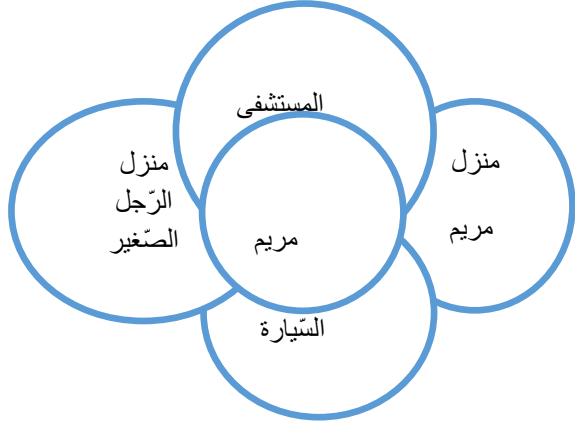 المستشفى
منزل
مريم
منزل
الرّجل
الصّغير
مريم
السّيارة